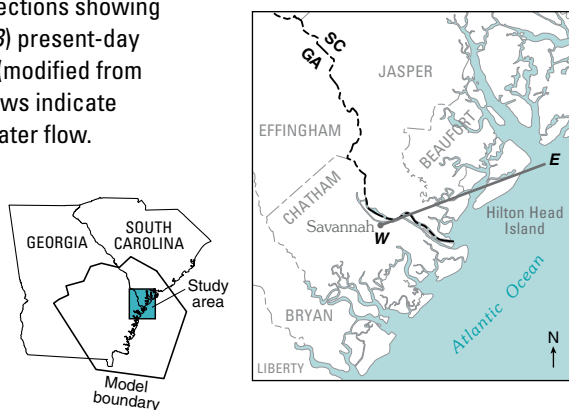 ections showing
3) present-day
(modified from
ws indicate
ater flow.
GEORGIA
SOUTH
CAROLINA
Study
area
Model
boundary
SC
GA
JASPER
EFFINGHAM
BEAUFORT
CHATHAM
E
Savannah
W
Hilton Head
Island
Atlantic Ocean
BRYAN
LIBERTY
N